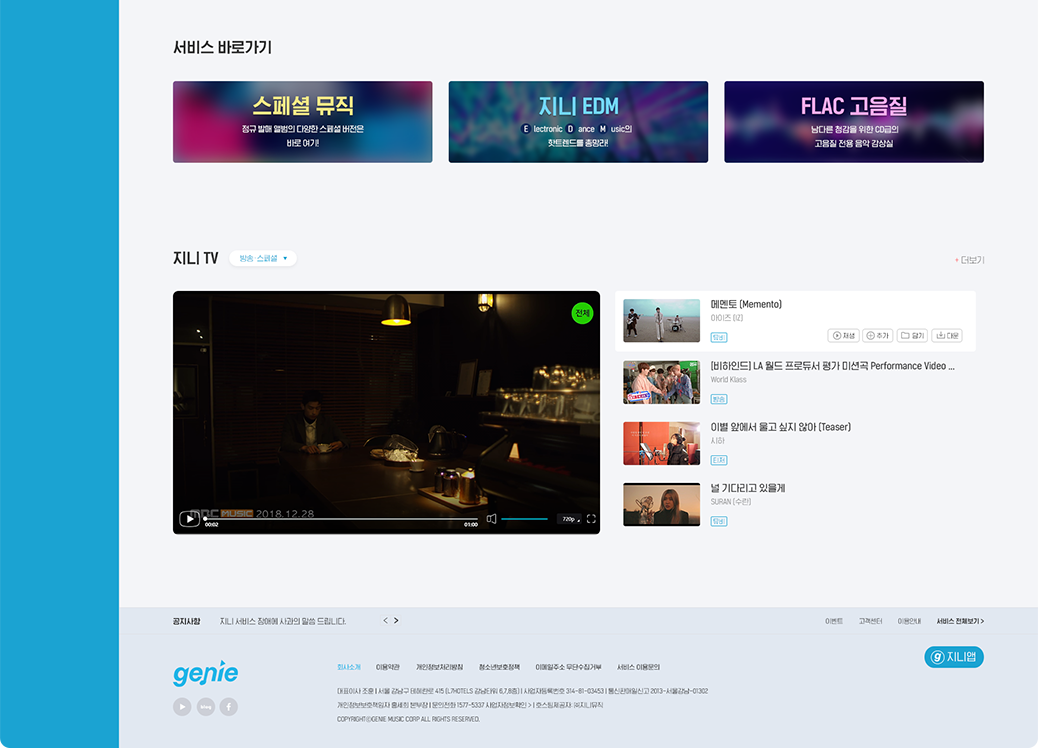 서비스 바로가기
스페셜 뮤직
정규 발매 앨범의 다양한 스페셜 버전은
바로 여기!
지니 EDM
E lectronic D ance M usic의
핫트렌드를 총망라!
FLAC 고음질
남다른 청감을 위한 CD급의
고음질 전용 음악 감상실
지니 TV
방송·스페셜 ▼
+ 더보기
전체
MBC MUSIC 2018.12.28
00:02
01:00
720p
메멘토 (Memento)
아이즈 (IZ)
뮤비
재생
추가
담기
다운
[비하인드] LA 월드 프로듀서 평가 미션곡 Performance Video ...
World Klass
방송
이별 앞에서 울고 싶지 않아 (Teaser)
시하
티저
널 기다리고 있을게
SURAN (수란)
뮤비
공지사항
지니 서비스 장애에 사과의 말씀 드립니다.
< >
이벤트
고객센터
이용안내
서비스 전체보기 >
genie
blog
f
회사소개
이용약관
개인정보처리방침
청소년보호정책
이메일주소 무단수집거부
서비스 이용문의
대표이사 조훈 | 서울 강남구 테헤란로 415 (L7HOTELS 강남타워 6,7,8층) | 사업자등록번호 314-81-03453 | 통신판매업신고 2013-서울강남-01302
개인정보보호책임자 홍세희 본부장 | 문의전화 1577-5337 사업자정보확인 > | 호스팅제공자: ㈜지니뮤직
COPYRIGHTⓒGENIE MUSIC CORP ALL RIGHTS RESERVED.
g 지니앱